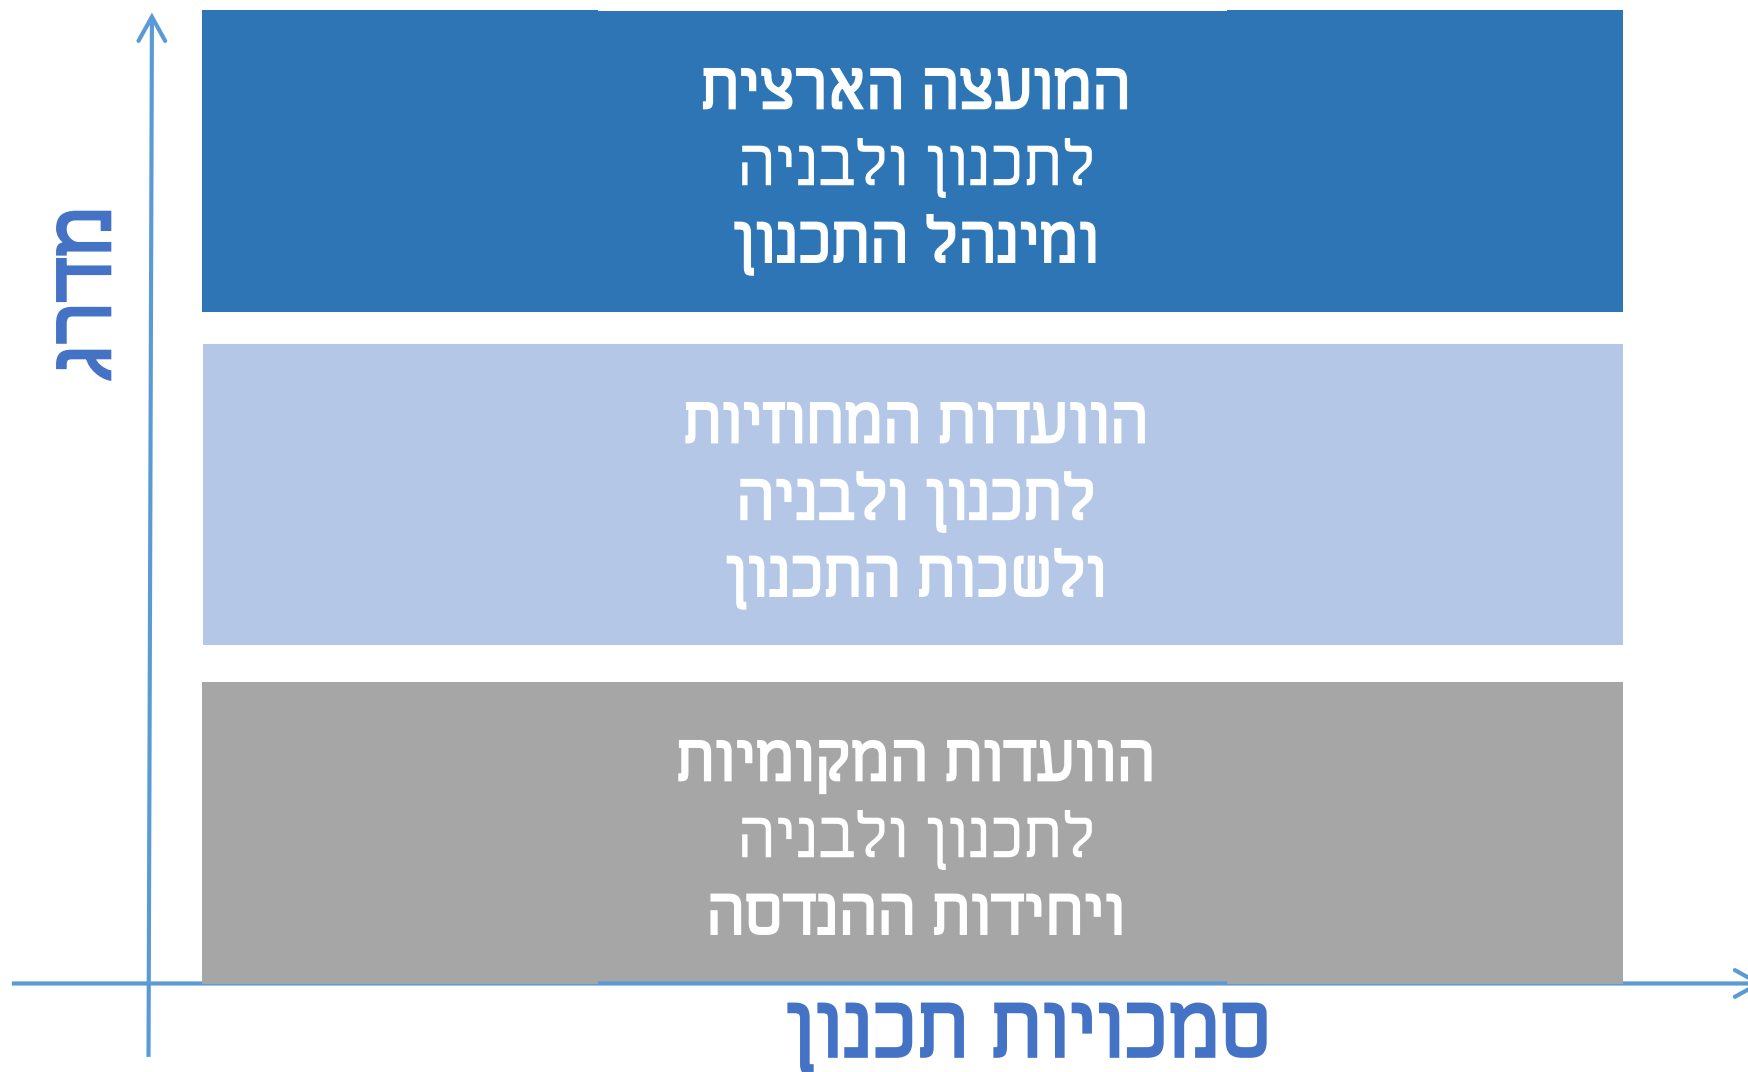 המועצה הארצית
לתכנון ולבניה
ומינהל התכנון
מדרג
הוועדות המחוזיות
לתכנון ולבניה
ולשכות התכנון
הוועדות המקומיות
לתכנון ולבניה
ויחידות ההנדסה
סמכויות תכנון